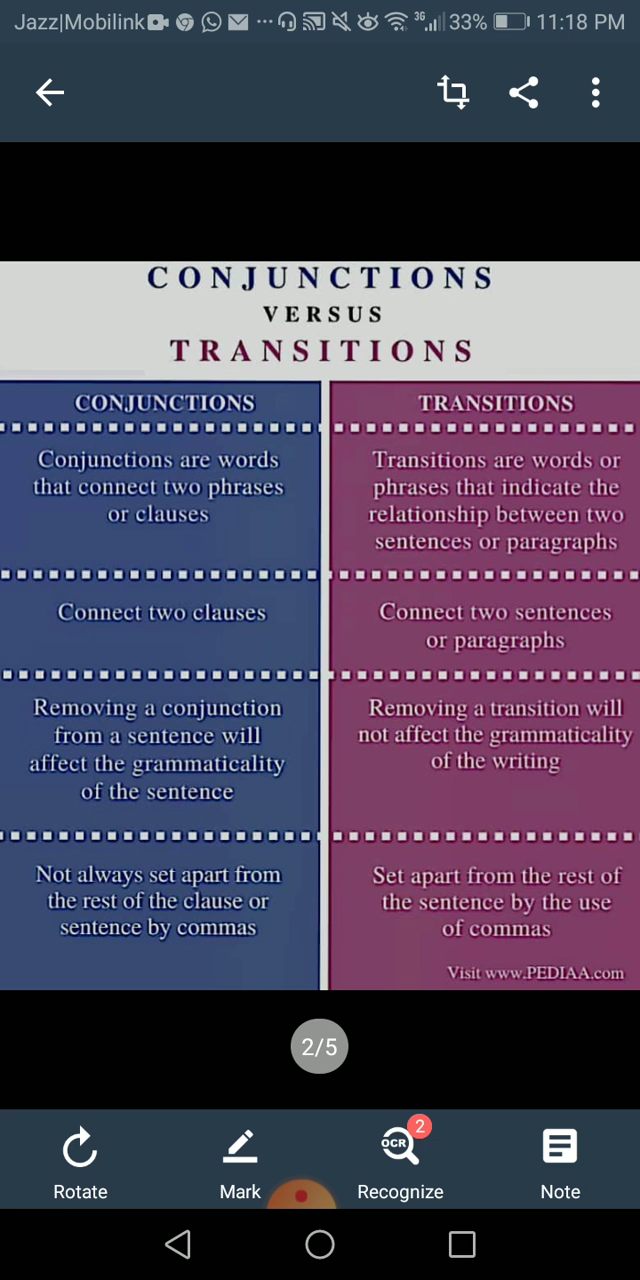 Jazz|Mobilink 3G 33% 11:18 PM
CONJUNCTIONS
VERSUS
TRANSITIONS
CONJUNCTIONS
Conjunctions are words
that connect two phrases
or clauses
Connect two clauses
Removing a conjunction
from a sentence will
affect the grammaticality
of the sentence
Not always set apart from
the rest of the clause or
sentence by commas
TRANSITIONS
Transitions are words or
phrases that indicate the
relationship between two
sentences or paragraphs
Connect two sentences
or paragraphs
Removing a transition will
not affect the grammaticality
of the writing
Set apart from the rest of
the sentence by the use
of commas
Visit www.PEDIAA.com
2/5
OCR 2
Rotate Mark Recognize Note